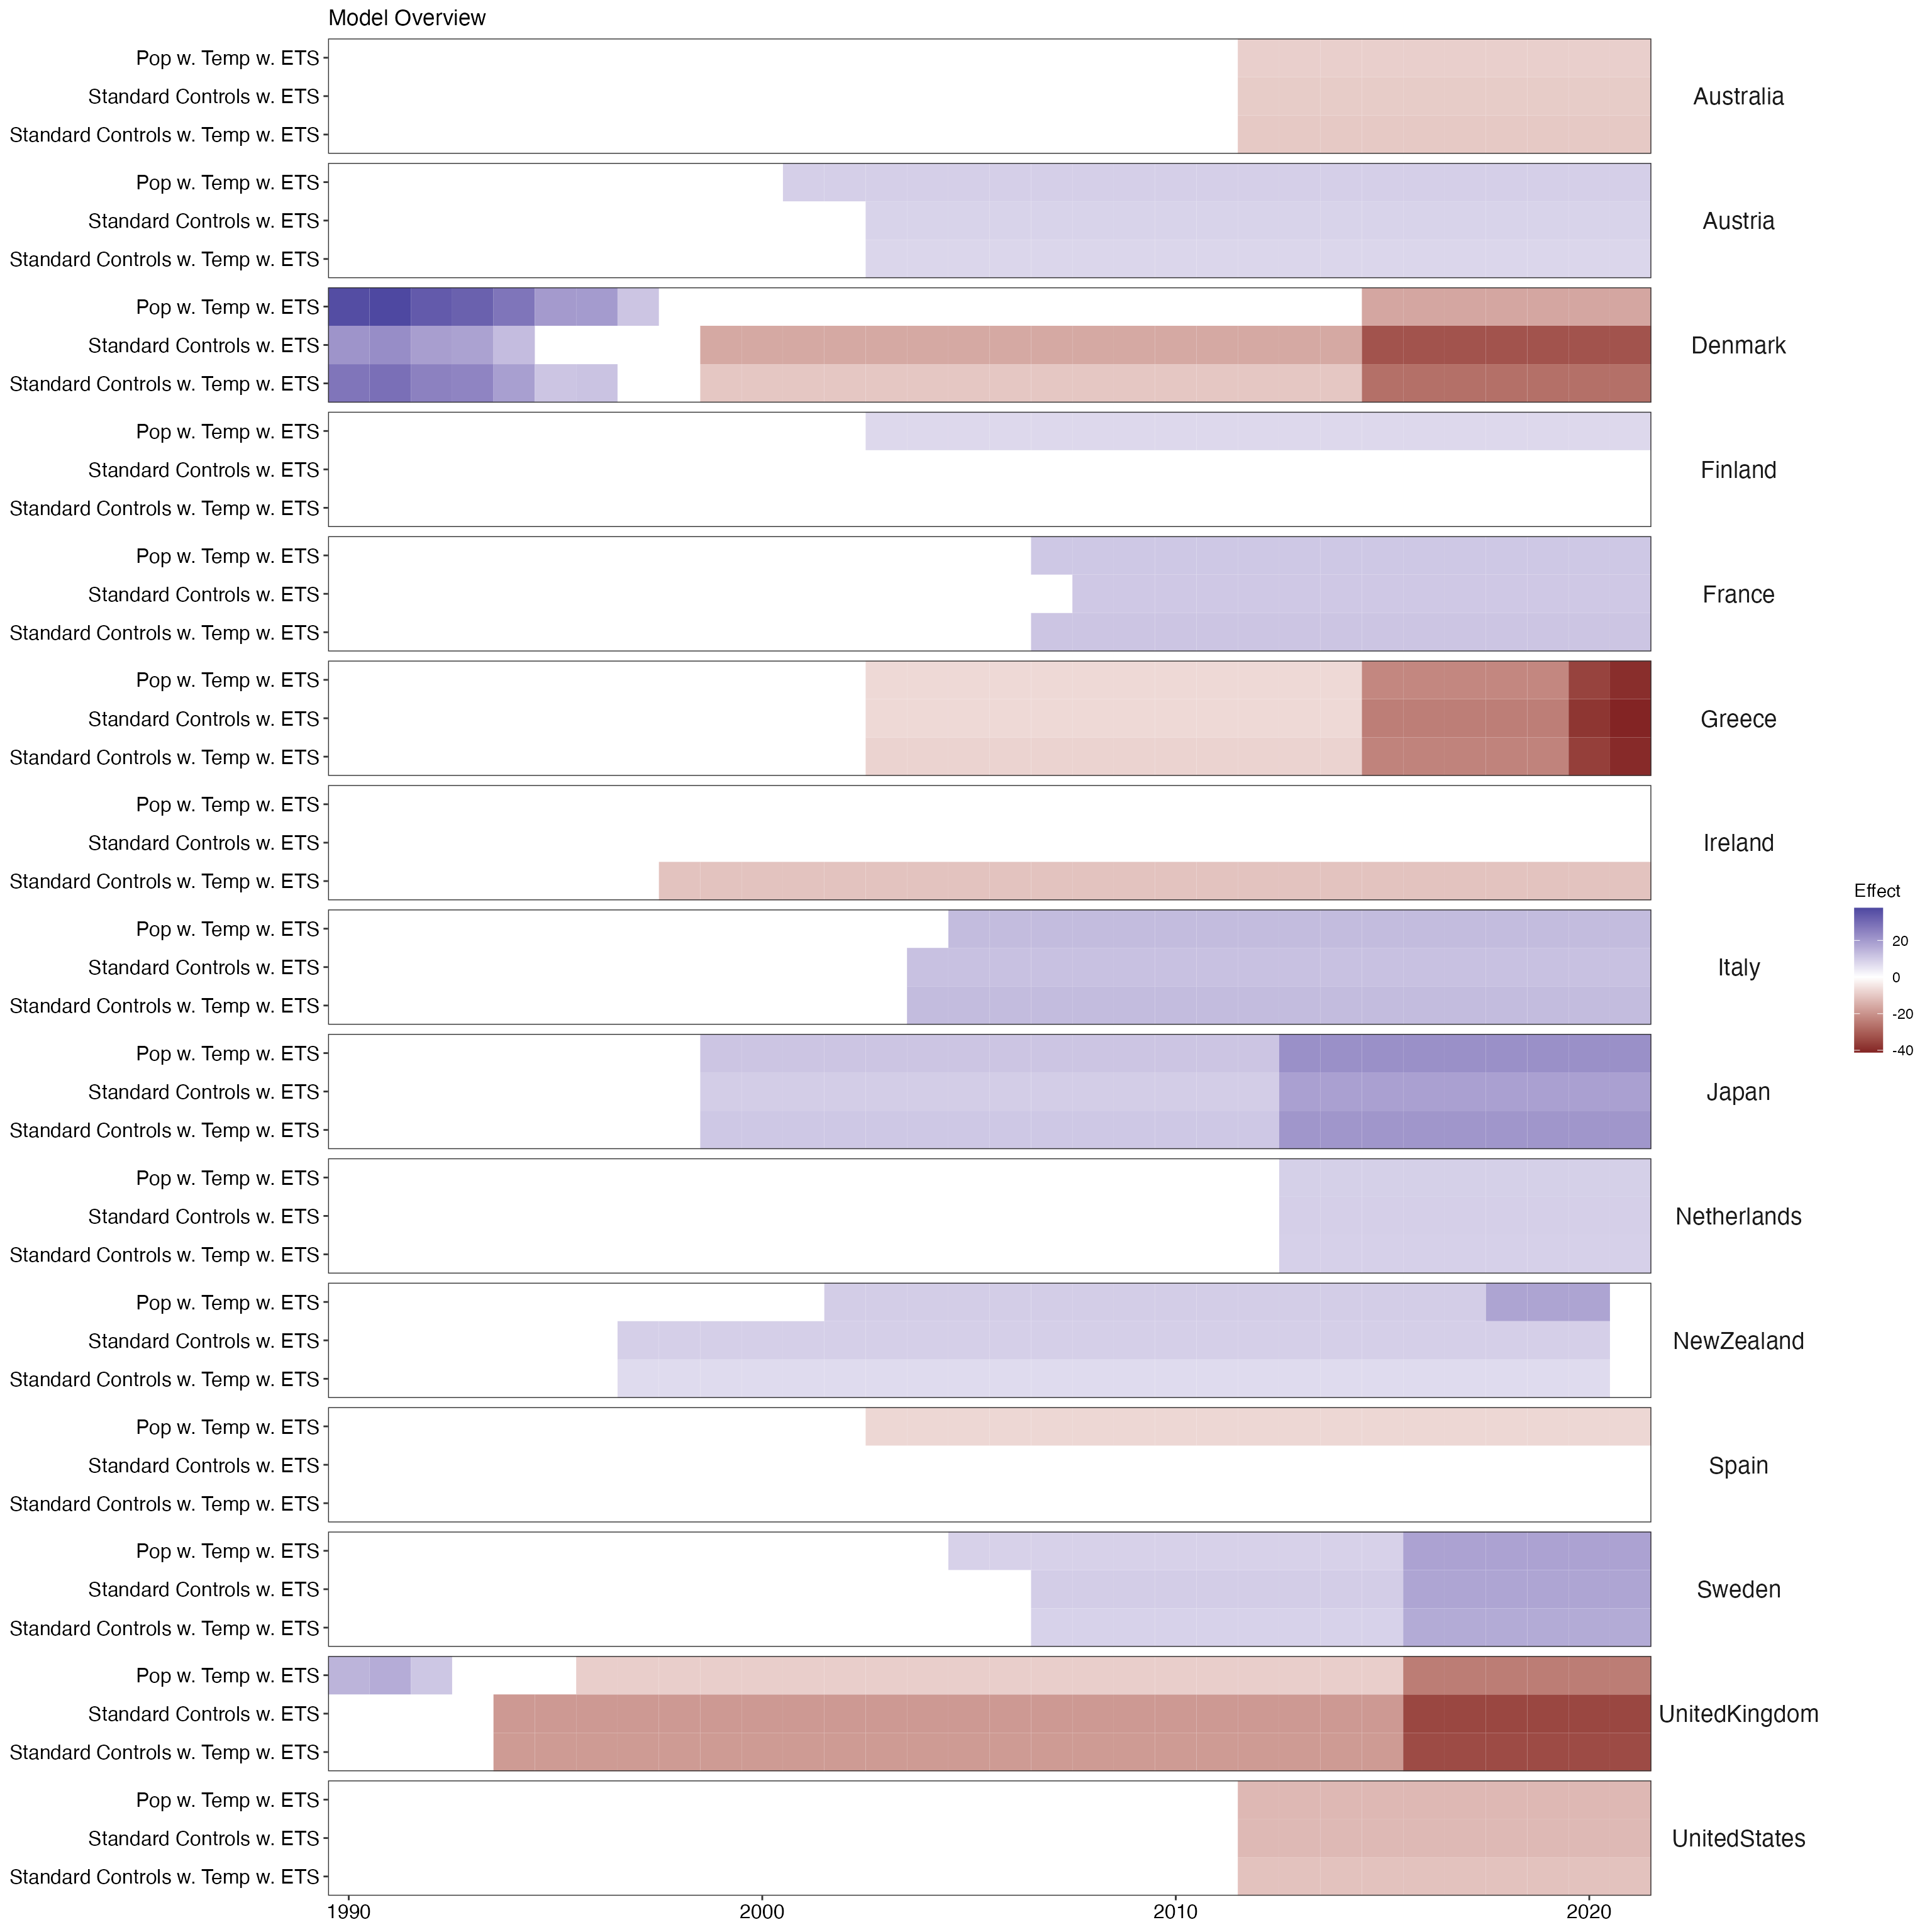 Model Overview
Pop w. Temp w. ETS
Standard Controls w. ETS
Standard Controls w. Temp w. ETS
Australia
Pop w. Temp w. ETS
Standard Controls w. ETS
Standard Controls w. Temp w. ETS
Austria
Pop w. Temp w. ETS
Standard Controls w. ETS
Standard Controls w. Temp w. ETS
Denmark
Pop w. Temp w. ETS
Standard Controls w. ETS
Standard Controls w. Temp w. ETS
Finland
Pop w. Temp w. ETS
Standard Controls w. ETS
Standard Controls w. Temp w. ETS
France
Pop w. Temp w. ETS
Standard Controls w. ETS
Standard Controls w. Temp w. ETS
Greece
Pop w. Temp w. ETS
Standard Controls w. ETS
Standard Controls w. Temp w. ETS
Ireland
Pop w. Temp w. ETS
Standard Controls w. ETS
Standard Controls w. Temp w. ETS
Italy
Pop w. Temp w. ETS
Standard Controls w. ETS
Standard Controls w. Temp w. ETS
Japan
Pop w. Temp w. ETS
Standard Controls w. ETS
Standard Controls w. Temp w. ETS
Netherlands
Pop w. Temp w. ETS
Standard Controls w. ETS
Standard Controls w. Temp w. ETS
NewZealand
Pop w. Temp w. ETS
Standard Controls w. ETS
Standard Controls w. Temp w. ETS
Spain
Pop w. Temp w. ETS
Standard Controls w. ETS
Standard Controls w. Temp w. ETS
Sweden
Pop w. Temp w. ETS
Standard Controls w. ETS
Standard Controls w. Temp w. ETS
UnitedKingdom
Pop w. Temp w. ETS
Standard Controls w. ETS
Standard Controls w. Temp w. ETS
UnitedStates
1990 2000 2010 2020
Effect
20
0
-20
-40